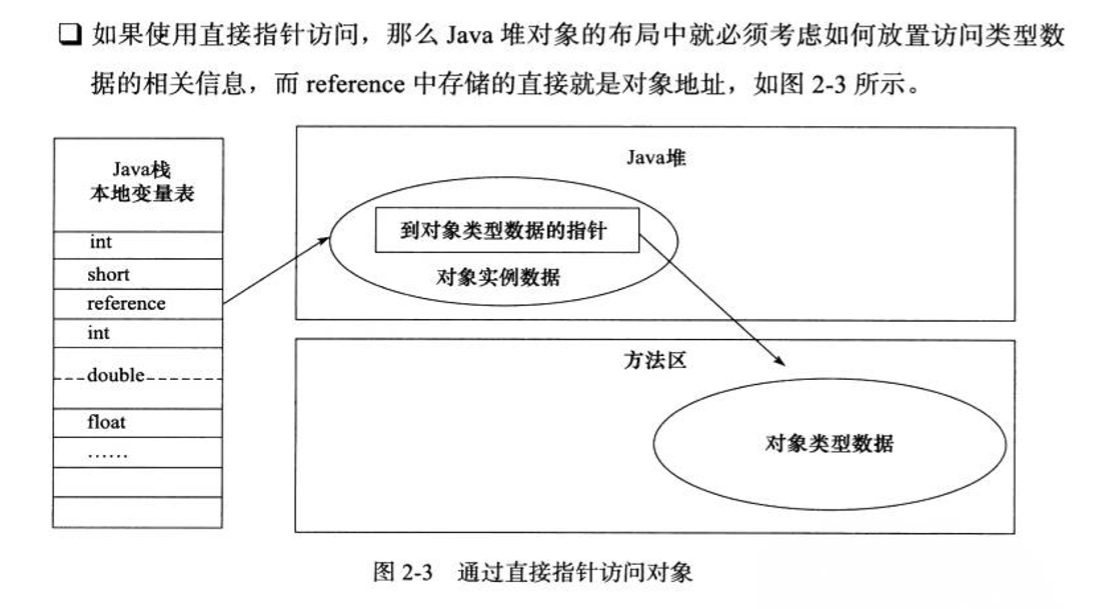 ❑ 如果使用直接指针访问，那么 Java 堆对象的布局中就必须考虑如何放置访问类型数
据的相关信息，而 reference 中存储的直接就是对象地址，如图 2-3 所示。
Java栈
本地变量表
int
short
reference
int
double
float
……
Java堆
到对象类型数据的指针
对象实例数据
方法区
对象类型数据
图 2-3 通过直接指针访问对象